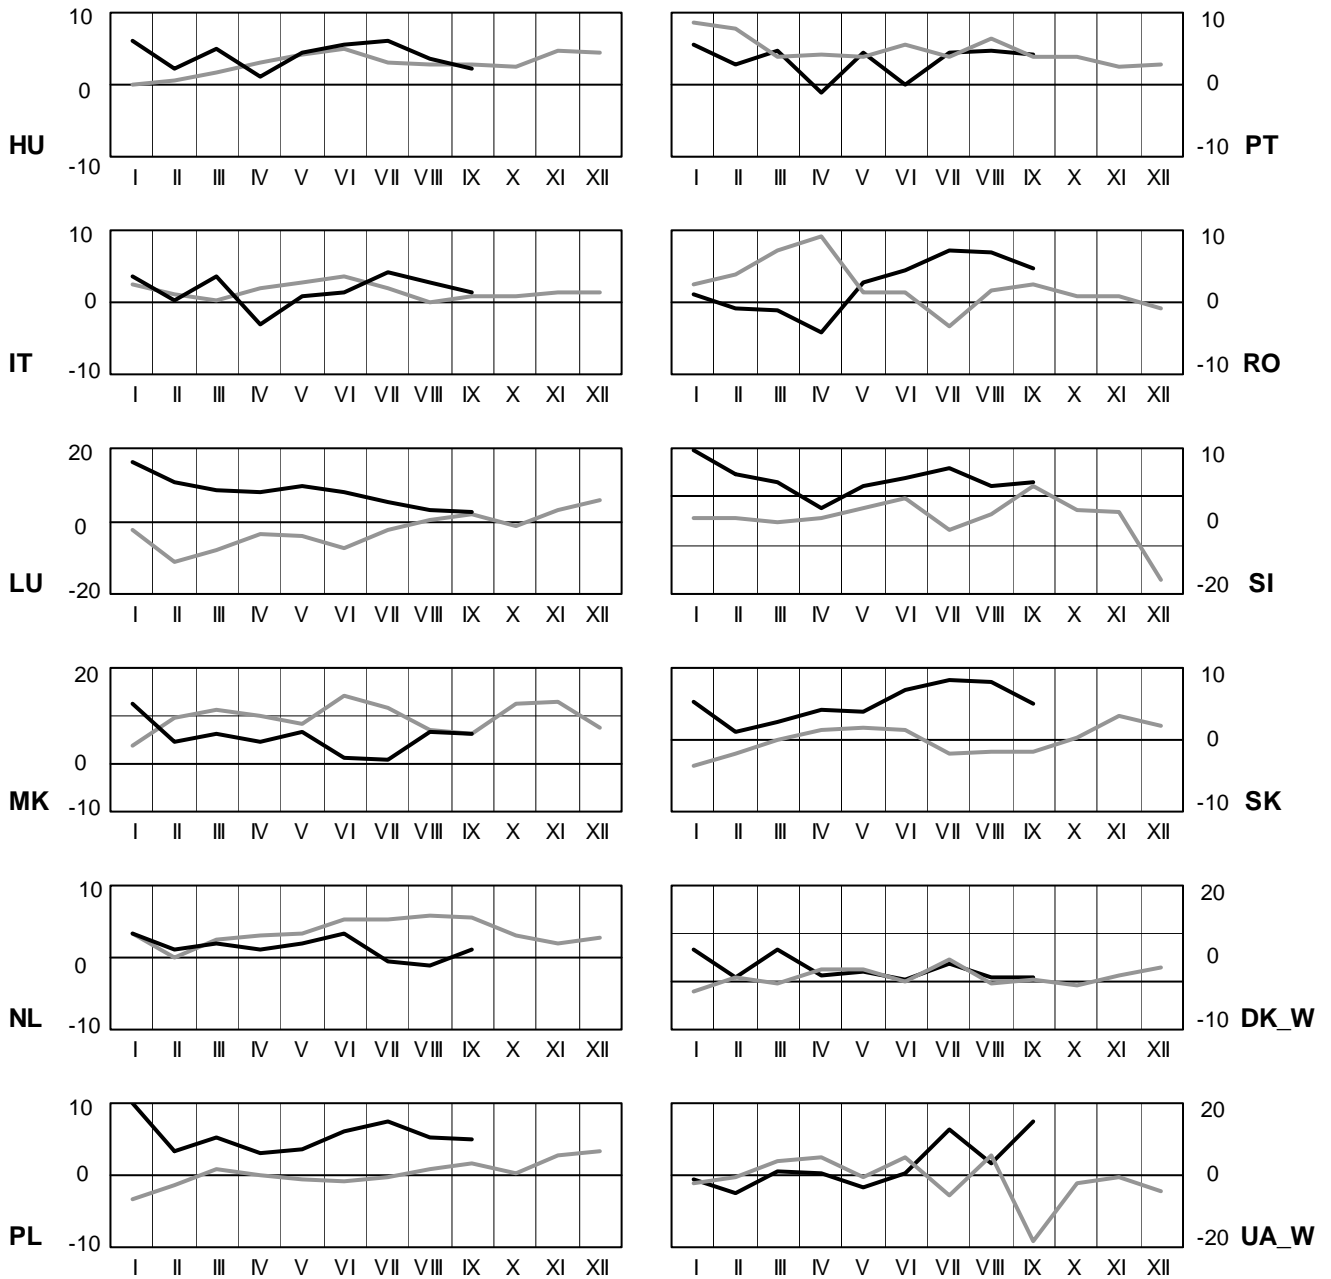 10 10
0 0
HU -10 -10 PT
I II III IV V VI VII VIII IX X XI XII I II III IV V VI VII VIII IX X XI XII
10 10
0 0
IT -10 -10 RO
I II III IV V VI VII VIII IX X XI XII I II III IV V VI VII VIII IX X XI XII
20 10
0 0
LU -20 -20 SI
I II III IV V VI VII VIII IX X XI XII I II III IV V VI VII VIII IX X XI XII
20 10
0 0
MK -10 -10 SK
I II III IV V VI VII VIII IX X XI XII I II III IV V VI VII VIII IX X XI XII
10 20
0 0
NL -10 -10 DK_W
I II III IV V VI VII VIII IX X XI XII I II III IV V VI VII VIII IX X XI XII
10 20
0 0
PL -10 -20 UA_W
I II III IV V VI VII VIII IX X XI XII I II III IV V VI VII VIII IX X XI XII